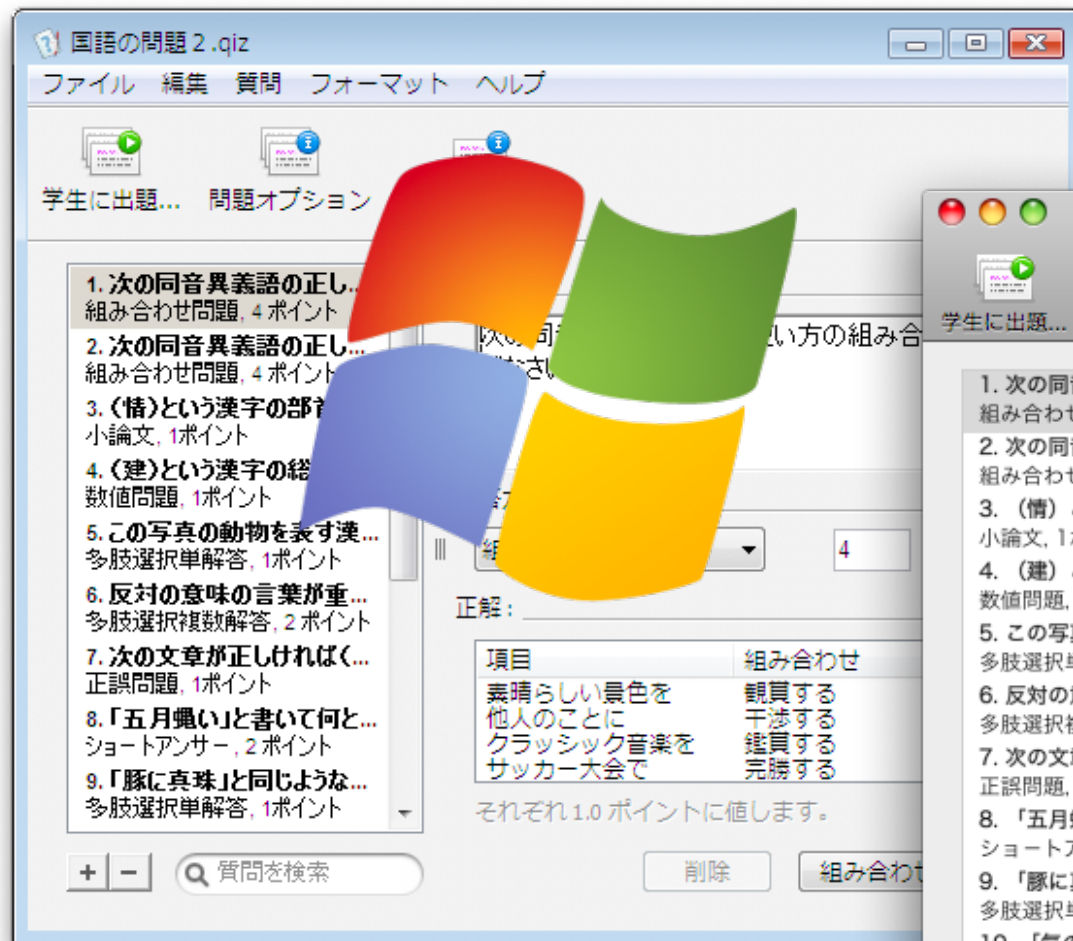 国語の問題２.qiz
ファイル 編集 質問 フォーマット ヘルプ
学生に出題... 問題オプション
1. 次の同音異義語の正し...
組み合わせ問題, 4 ポイント
2. 次の同音異義語の正し...
組み合わせ問題, 4 ポイント
3. (情)という漢字の部首
小論文, 1ポイント
4. (建)という漢字の総
数値問題, 1ポイント
5. この写真の動物を表す漢...
多肢選択単解答, 1ポイント
6. 反対の意味の言葉が重...
多肢選択複数解答, 2 ポイント
7. 次の文章が正しければ(...
正誤問題, 1ポイント
8. 「五月蝿い」と書いて何と...
ショートアンサー, 2 ポイント
9. 「豚に真珠」と同じような...
多肢選択単解答, 1ポイント
質問を検索
次の同
い方の組み合
4
正解：
項目 組み合わせ
素晴らしい景色を 観賞する
他人のことに 干渉する
クラッシック音楽を 鑑賞する
サッカー大会で 完勝する
それぞれ 1.0 ポイントに値します。
削除 組み合わ
学生に出題...
1. 次の同
組み合わ
2. 次の同
組み合わ
3. （情）
小論文, 1
4. （建）
数値問題,
5. この写
多肢選択
6. 反対の
多肢選択
7. 次の文
正誤問題,
8. 「五月
ショート
9. 「豚に
多肢選択